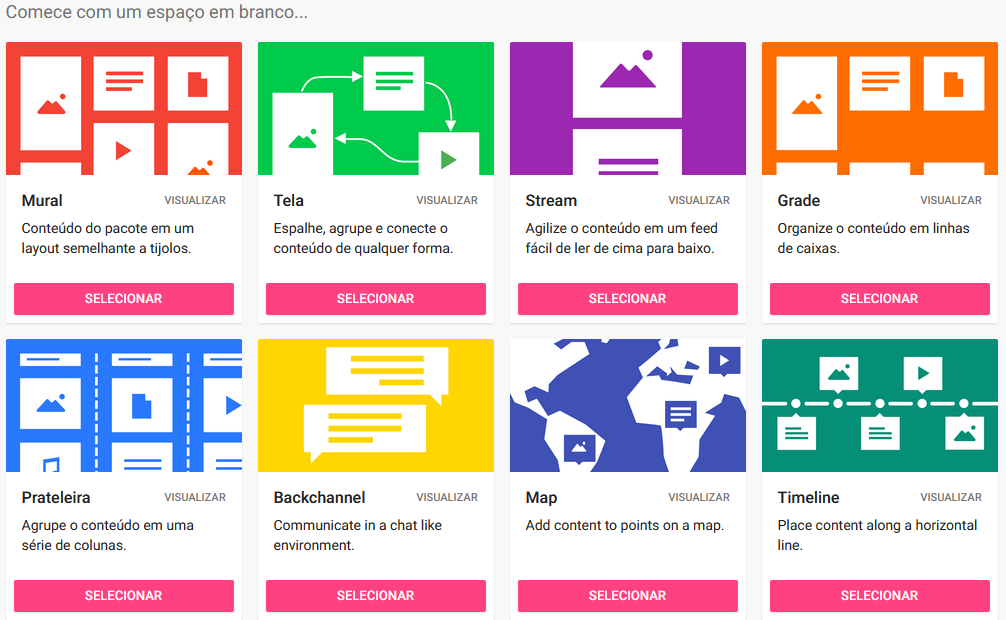 Comece com um espaço em branco...
Mural VISUALIZAR
Conteúdo do pacote em um
layout semelhante a tijolos.
SELECIONAR
Tela VISUALIZAR
Espalhe, agrupe e conecte o
conteúdo de qualquer forma.
SELECIONAR
Stream VISUALIZAR
Agilize o conteúdo em um feed
fácil de ler de cima para baixo.
SELECIONAR
Grade VISUALIZAR
Organize o conteúdo em linhas
de caixas.
SELECIONAR
Prateleira VISUALIZAR
Agrupe o conteúdo em uma
série de colunas.
SELECIONAR
Backchannel VISUALIZAR
Communicate in a chat like
environment.
SELECIONAR
Map VISUALIZAR
Add content to points on a map.
SELECIONAR
Timeline VISUALIZAR
Place content along a horizontal
line.
SELECIONAR